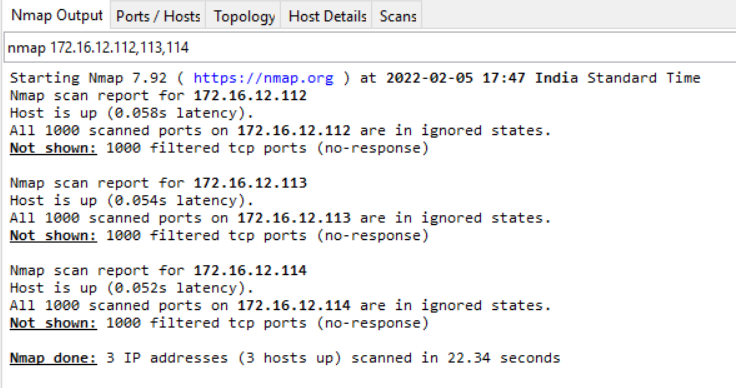 Nmap Output Ports / Hosts Topology Host Details Scans
nmap 172.16.12.112,113,114
Starting Nmap 7.92 ( https://nmap.org ) at 2022-02-05 17:47 India Standard Time
Nmap scan report for 172.16.12.112
Host is up (0.058s latency).
All 1000 scanned ports on 172.16.12.112 are in ignored states.
Not shown: 1000 filtered tcp ports (no-response)
Nmap scan report for 172.16.12.113
Host is up (0.054s latency).
All 1000 scanned ports on 172.16.12.113 are in ignored states.
Not shown: 1000 filtered tcp ports (no-response)
Nmap scan report for 172.16.12.114
Host is up (0.052s latency).
All 1000 scanned ports on 172.16.12.114 are in ignored states.
Not shown: 1000 filtered tcp ports (no-response)
Nmap done: 3 IP addresses (3 hosts up) scanned in 22.34 seconds